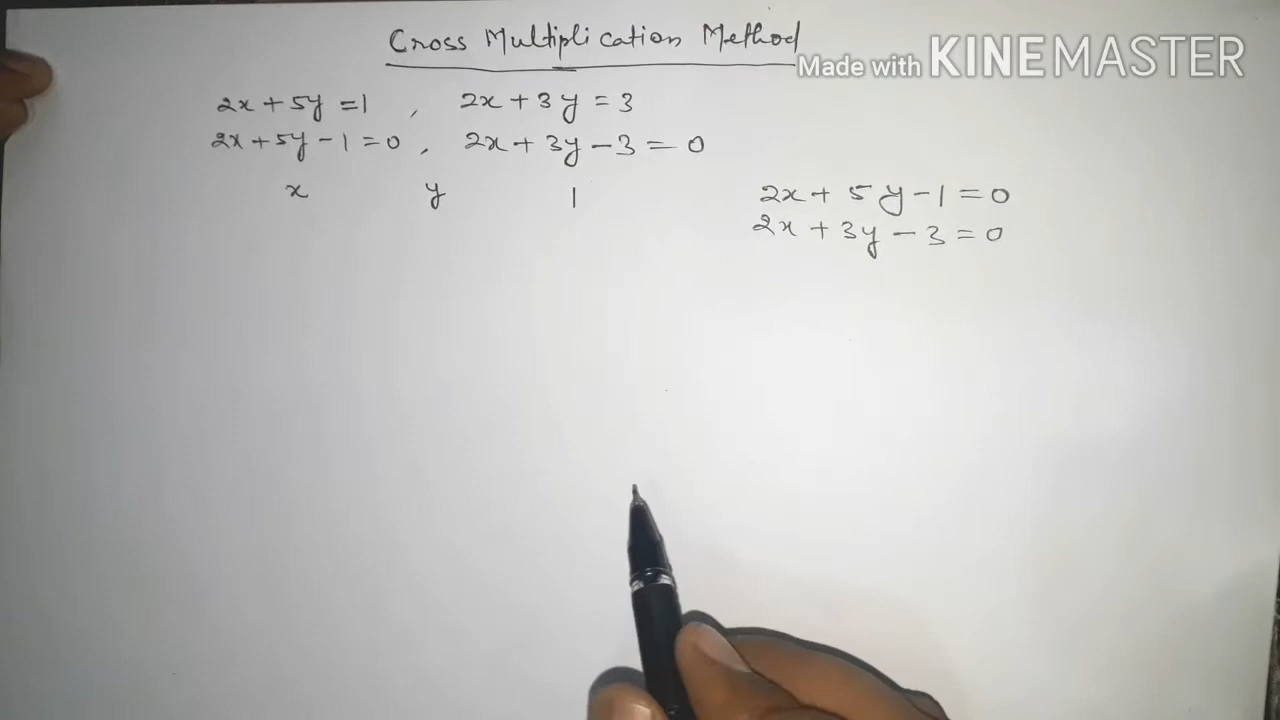 Cross Multiplication Method
Made with KINEMASTER
2x + 5y = 1 , 2x + 3y = 3
2x + 5y - 1 = 0 , 2x + 3y - 3 = 0
x y 1
2x + 5y - 1 = 0
2x + 3y - 3 = 0